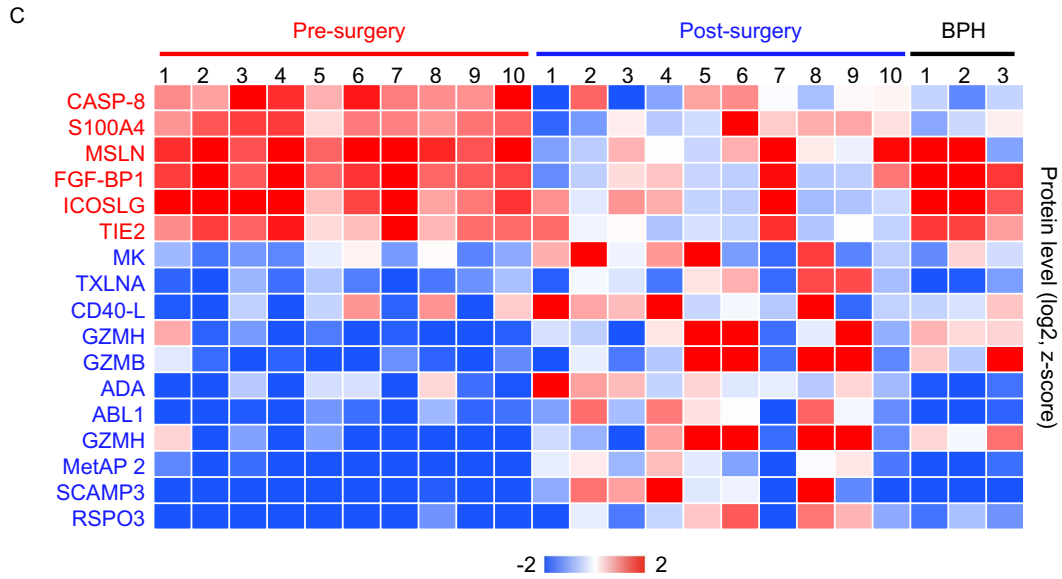 C
Pre-surgery Post-surgery BPH
1 2 3 4 5 6 7 8 9 10 1 2 3 4 5 6 7 8 9 10 1 2 3
CASP-8
S100A4
MSLN
FGF-BP1
ICOSLG
TIE2
MK
TXLNA
CD40-L
GZMH
GZMB
ADA
ABL1
GZMH
MetAP 2
SCAMP3
RSPO3
Protein level (log2, z-score)
-2 2